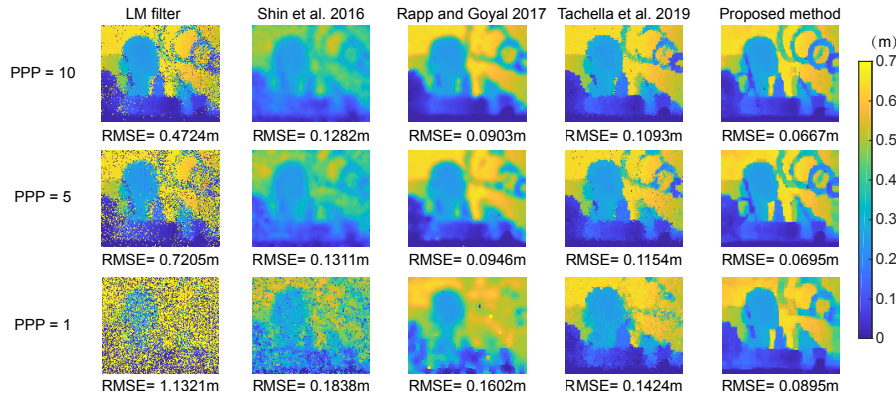 LM filter Shin et al. 2016 Rapp and Goyal 2017 Tachella et al. 2019 Proposed method
(m)
PPP = 10
RMSE= 0.4724m RMSE= 0.1282m RMSE= 0.0903m RMSE= 0.1093m RMSE= 0.0667m
PPP = 5
RMSE= 0.7205m RMSE= 0.1311m RMSE= 0.0946m RMSE= 0.1154m RMSE= 0.0695m
PPP = 1
RMSE= 1.1321m RMSE= 0.1838m RMSE= 0.1602m RMSE= 0.1424m RMSE= 0.0895m
0.7
0.6
0.5
0.4
0.3
0.2
0.1
0